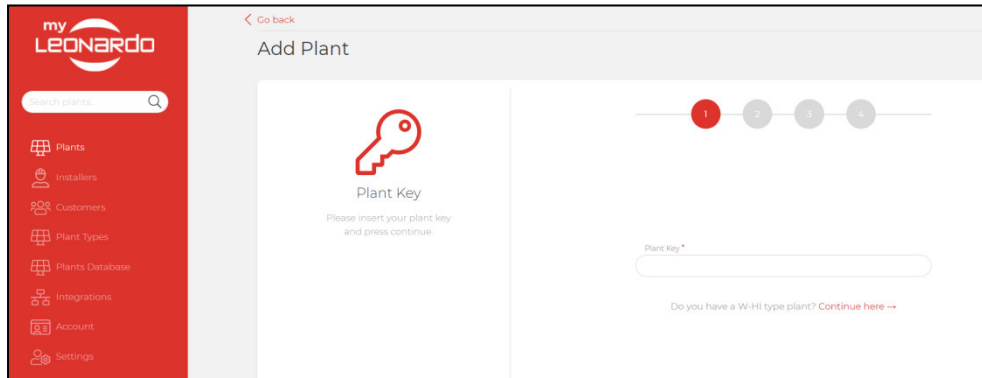 my
LEONARDO
Search plants..
Plants
Installers
Customers
Plant Types
Plants Database
Integrations
Account
Settings
Go back
Add Plant
Plant Key
Please insert your plant key
and press continue.
1 2 3 4
Plant Key *
Do you have a W-HI type plant? Continue here →